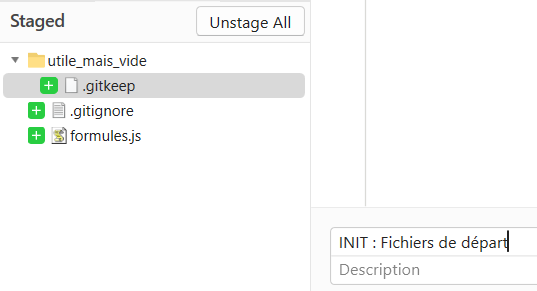 Staged
Unstage All
utile_mais_vide
.gitkeep
.gitignore
formules.js
INIT : Fichiers de départ
Description